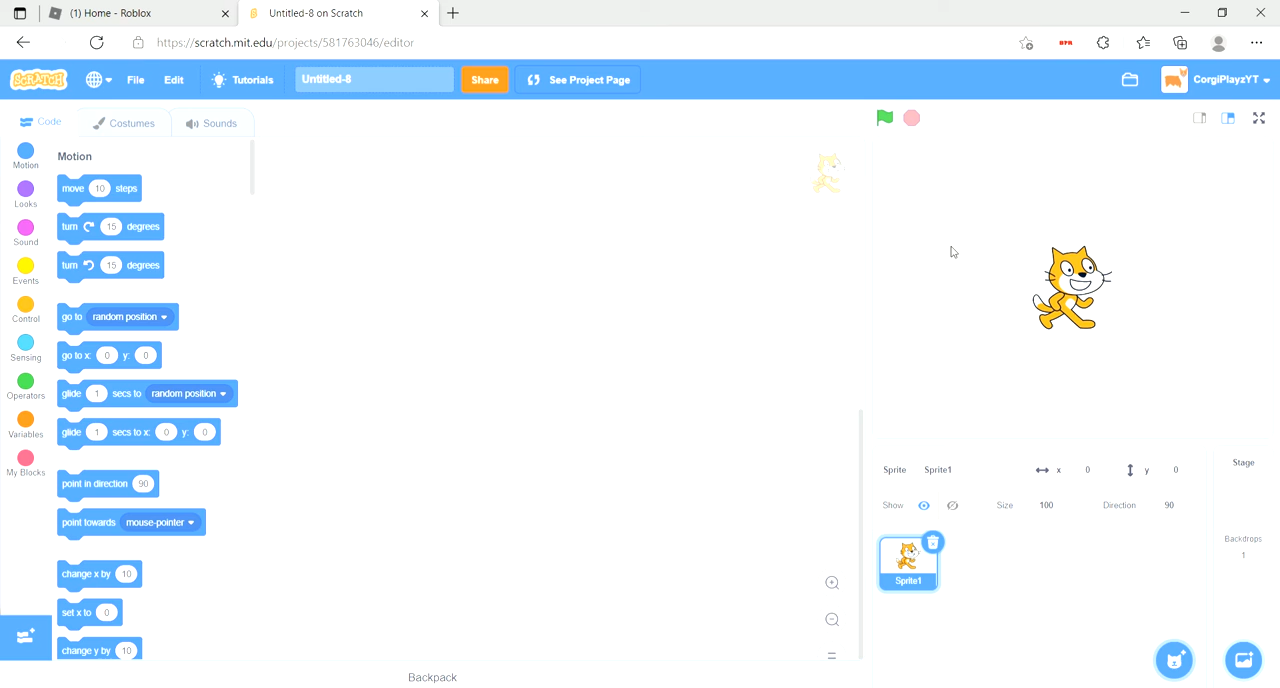 (1) Home - Roblox
Untitled-8 on Scratch
https://scratch.mit.edu/projects/581763046/editor
SCRATCH
File
Edit
Tutorials
Untitled-8
Share
See Project Page
CorgiPlayzYT
Code
Costumes
Sounds
Motion
Looks
Sound
Events
Control
Sensing
Operators
Variables
My Blocks
Motion
move 10 steps
turn 15 degrees
turn 15 degrees
go to random position
go to x: 0 y: 0
glide 1 secs to random position
glide 1 secs to x: 0 y: 0
point in direction 90
point towards mouse-pointer
change x by 10
set x to 0
change y by 10
Backpack
Sprite Sprite1 x 0 y 0
Show Size 100 Direction 90
Sprite1
Stage
Backdrops
1